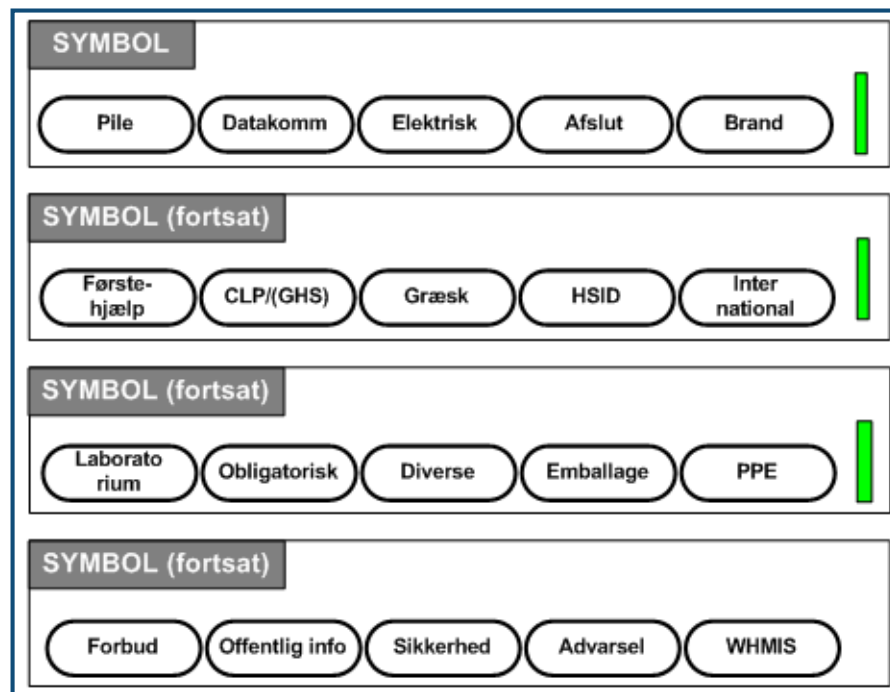 SYMBOL
Pile Datakomm Elektrisk Afslut Brand
SYMBOL (fortsat)
Første-
hjælp CLP/(GHS) Græsk HSID Inter
national
SYMBOL (fortsat)
Laborato
rium Obligatorisk Diverse Emballage PPE
SYMBOL (fortsat)
Forbud Offentlig info Sikkerhed Advarsel WHMIS